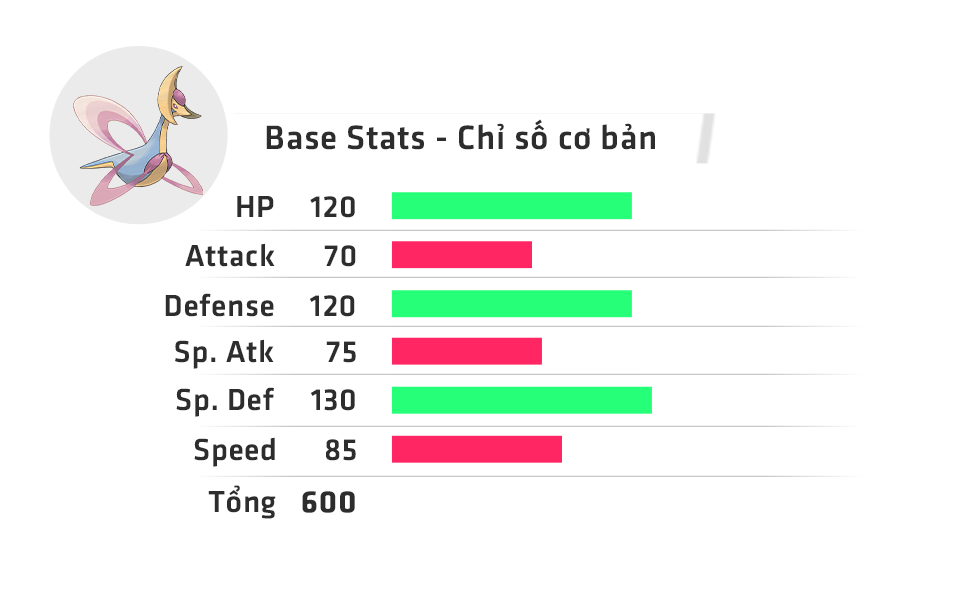 Base Stats - Chỉ số cơ bản
HP 120
Attack 70
Defense 120
Sp. Atk 75
Sp. Def 130
Speed 85
Tổng 600